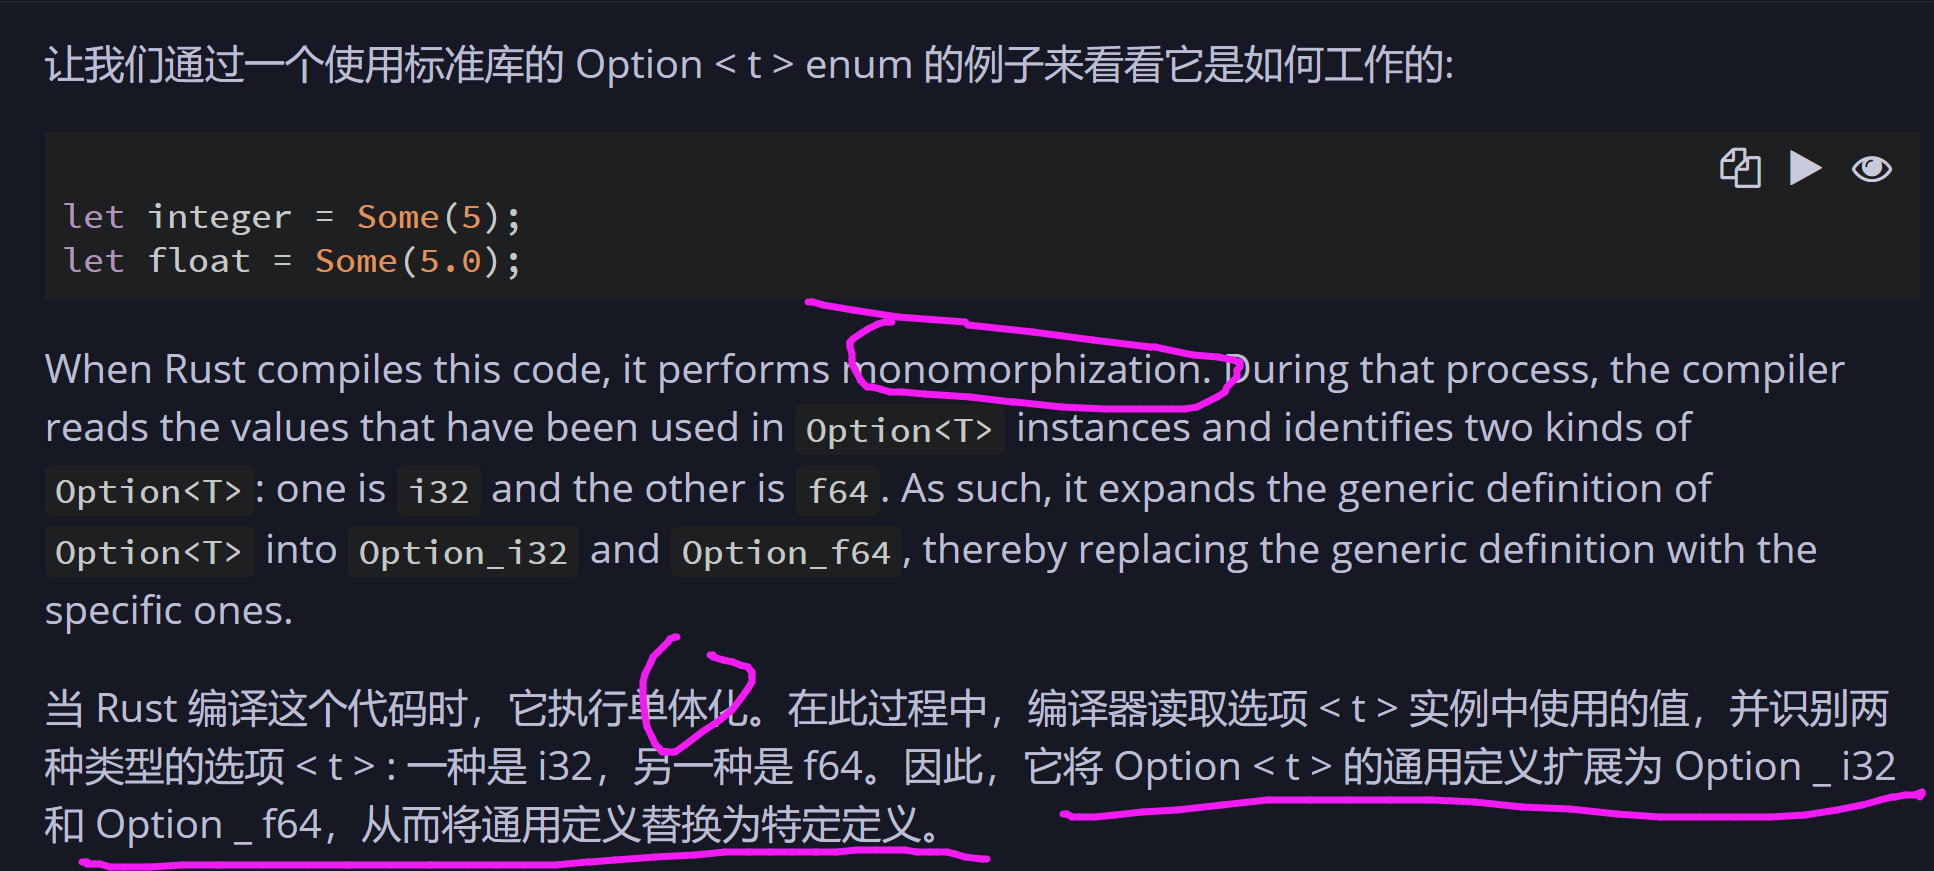 让我们通过一个使用标准库的 Option < t > enum 的例子来看看它是如何工作的:
let integer = Some(5);
let float = Some(5.0);
When Rust compiles this code, it performs monomorphization. During that process, the compiler
reads the values that have been used in Option<T> instances and identifies two kinds of
Option<T> : one is i32 and the other is f64 . As such, it expands the generic definition of
Option<T> into Option_i32 and Option_f64 , thereby replacing the generic definition with the
specific ones.
当 Rust 编译这个代码时，它执行单体化。在此过程中，编译器读取选项 < t > 实例中使用的值，并识别两
种类型的选项 < t > : 一种是 i32，另一种是 f64。因此，它将 Option < t > 的通用定义扩展为 Option _ i32
和 Option _ f64，从而将通用定义替换为特定定义。